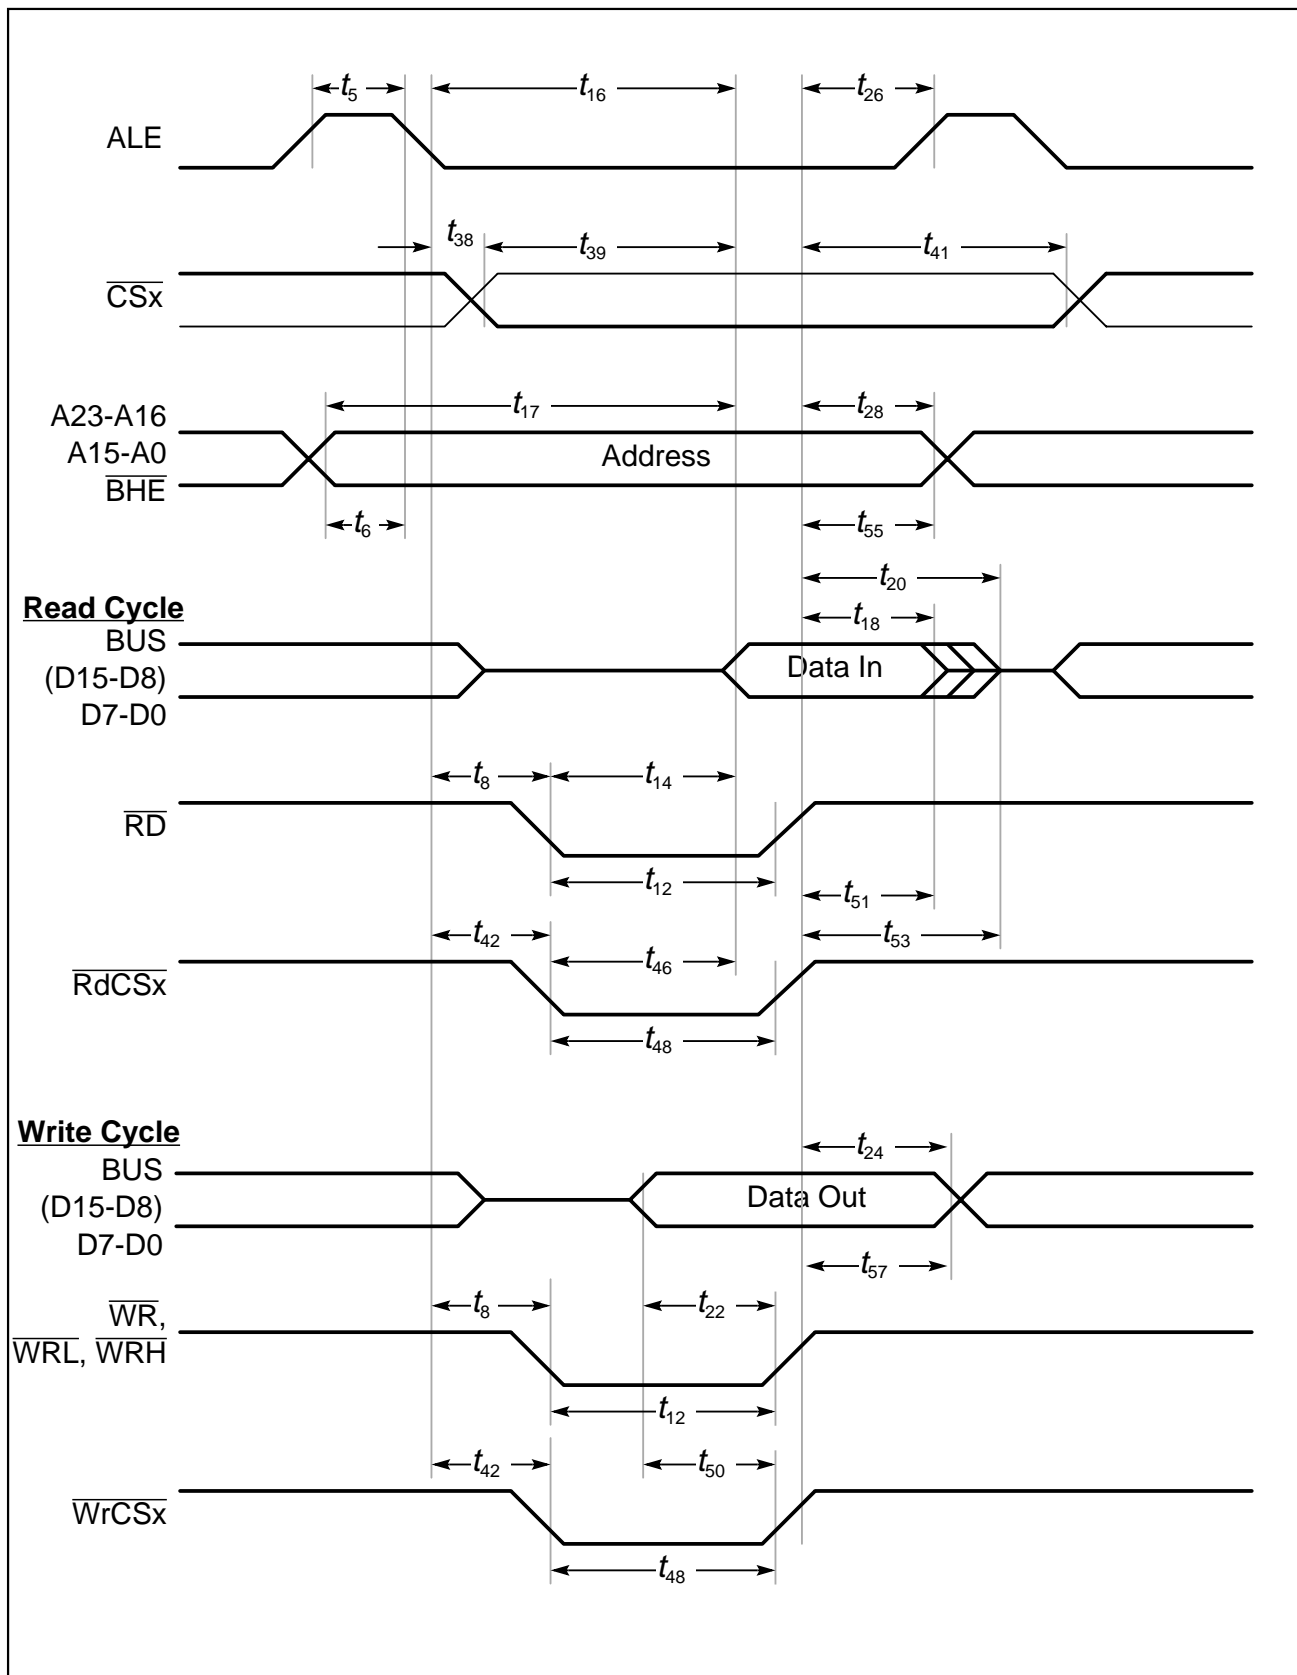 t5 t16 t26
ALE
t38 t39 t41
CSx
A23-A16 t17 t28
A15-A0 Address
BHE
t6 t55
t20
Read Cycle t18
BUS
(D15-D8) Data In
D7-D0
t8 t14
RD
t12 t51
t42 t53
t46
RdCSx
t48
Write Cycle
t24
BUS
(D15-D8) Data Out
D7-D0
t57
WR, t8 t22
WRL, WRH
t12
t42 t50
WrCSx
t48